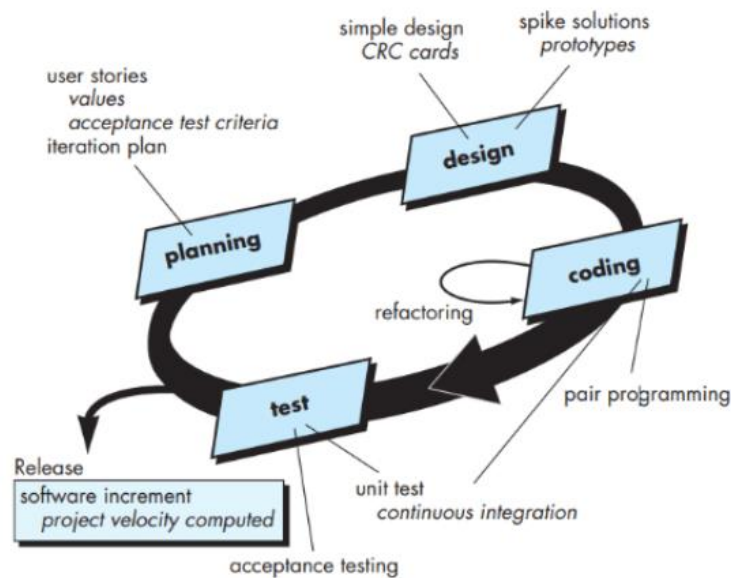 simple design
CRC cards
spike solutions
prototypes
user stories
values
acceptance test criteria
iteration plan
design
planning
coding
refactoring
test
pair programming
Release
software increment
project velocity computed
unit test
continuous integration
acceptance testing